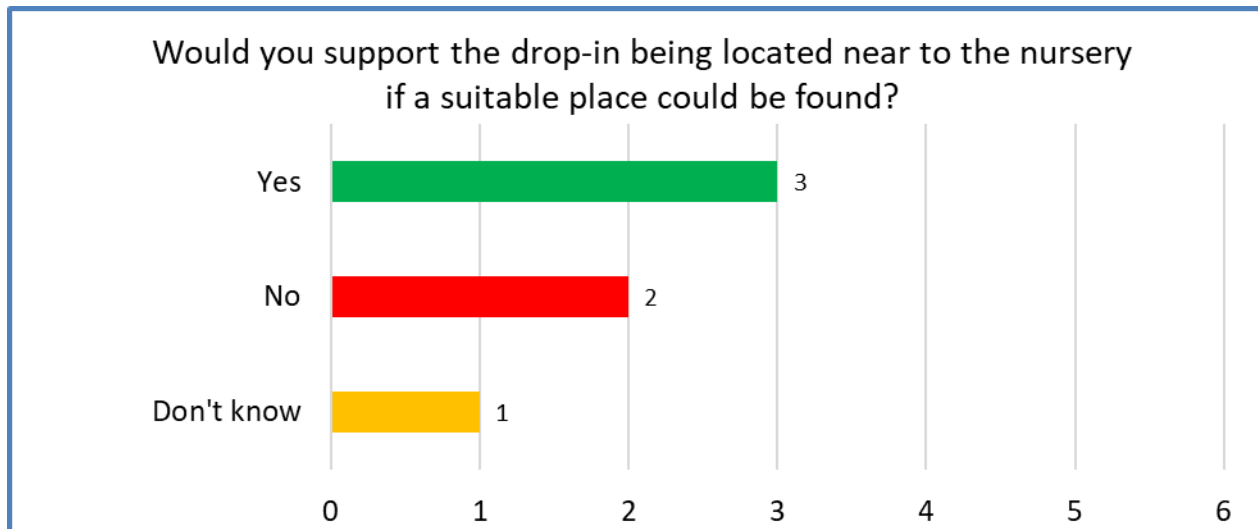 Would you support the drop-in being located near to the nursery
if a suitable place could be found?
Yes 3
No 2
Don't know 1
0 1 2 3 4 5 6